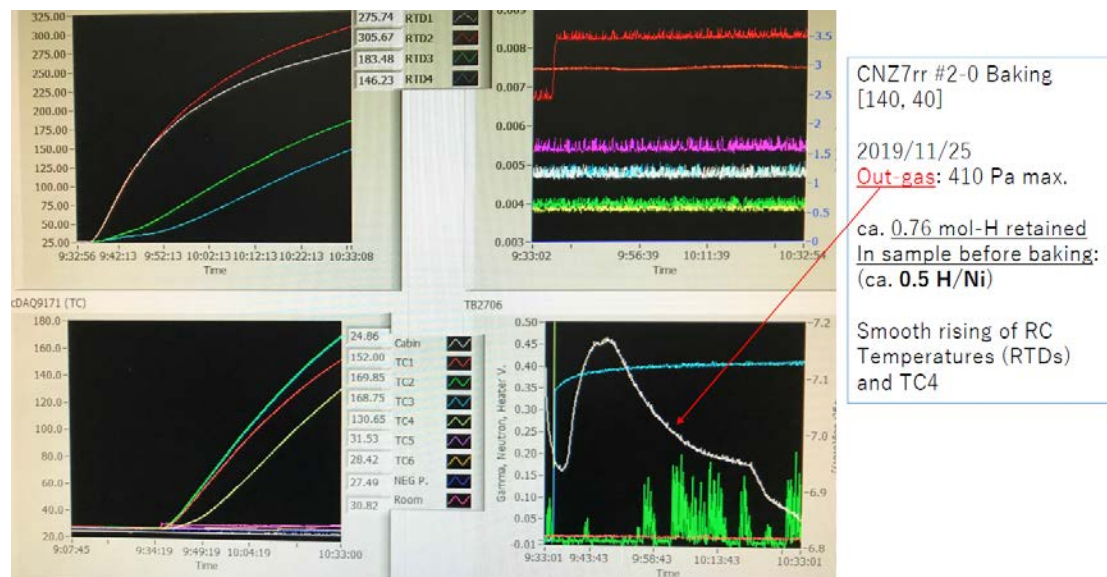 325.00
300.00
275.00
250.00
225.00
200.00
175.00
150.00
125.00
100.00
75.00
50.00
25.00
9:32:56 9:42:13 9:52:13 10:02:13 10:12:13 10:22:13 10:33:08
Time
275.74 RTD1
305.67 RTD2
183.48 RTD3
146.23 RTD4
0.009
0.008
0.007
0.006
0.005
0.004
0.003
3.5
3
2.5
2
1.5
1
0.5
0
9:33:02 9:56:39 10:11:39 10:32:54
Time
cDAQ9171 (TC)
180.0
160.0
140.0
120.0
100.0
80.0
60.0
40.0
20.0
9:07:45 9:34:19 9:49:19 10:04:19 10:33:00
Time
24.86 Cabin
152.00 TC1
169.85 TC2
168.75 TC3
130.65 TC4
31.53 TC5
28.42 TC6
27.49 NEG P.
30.82 Room
TB2706
Gamma, Neutron, Heater V.
0.50
0.45
0.40
0.35
0.30
0.25
0.20
0.15
0.10
0.05
-0.01
7.2
7.1
7.0
6.9
6.8
9:33:01 9:43:43 9:58:43 10:13:43 10:33:01
Time
CNZ7rr #2-0 Baking
[140, 40]
2019/11/25
Out-gas: 410 Pa max.
ca. 0.76 mol-H retained
In sample before baking:
(ca. 0.5 H/Ni)
Smooth rising of RC
Temperatures (RTDs)
and TC4